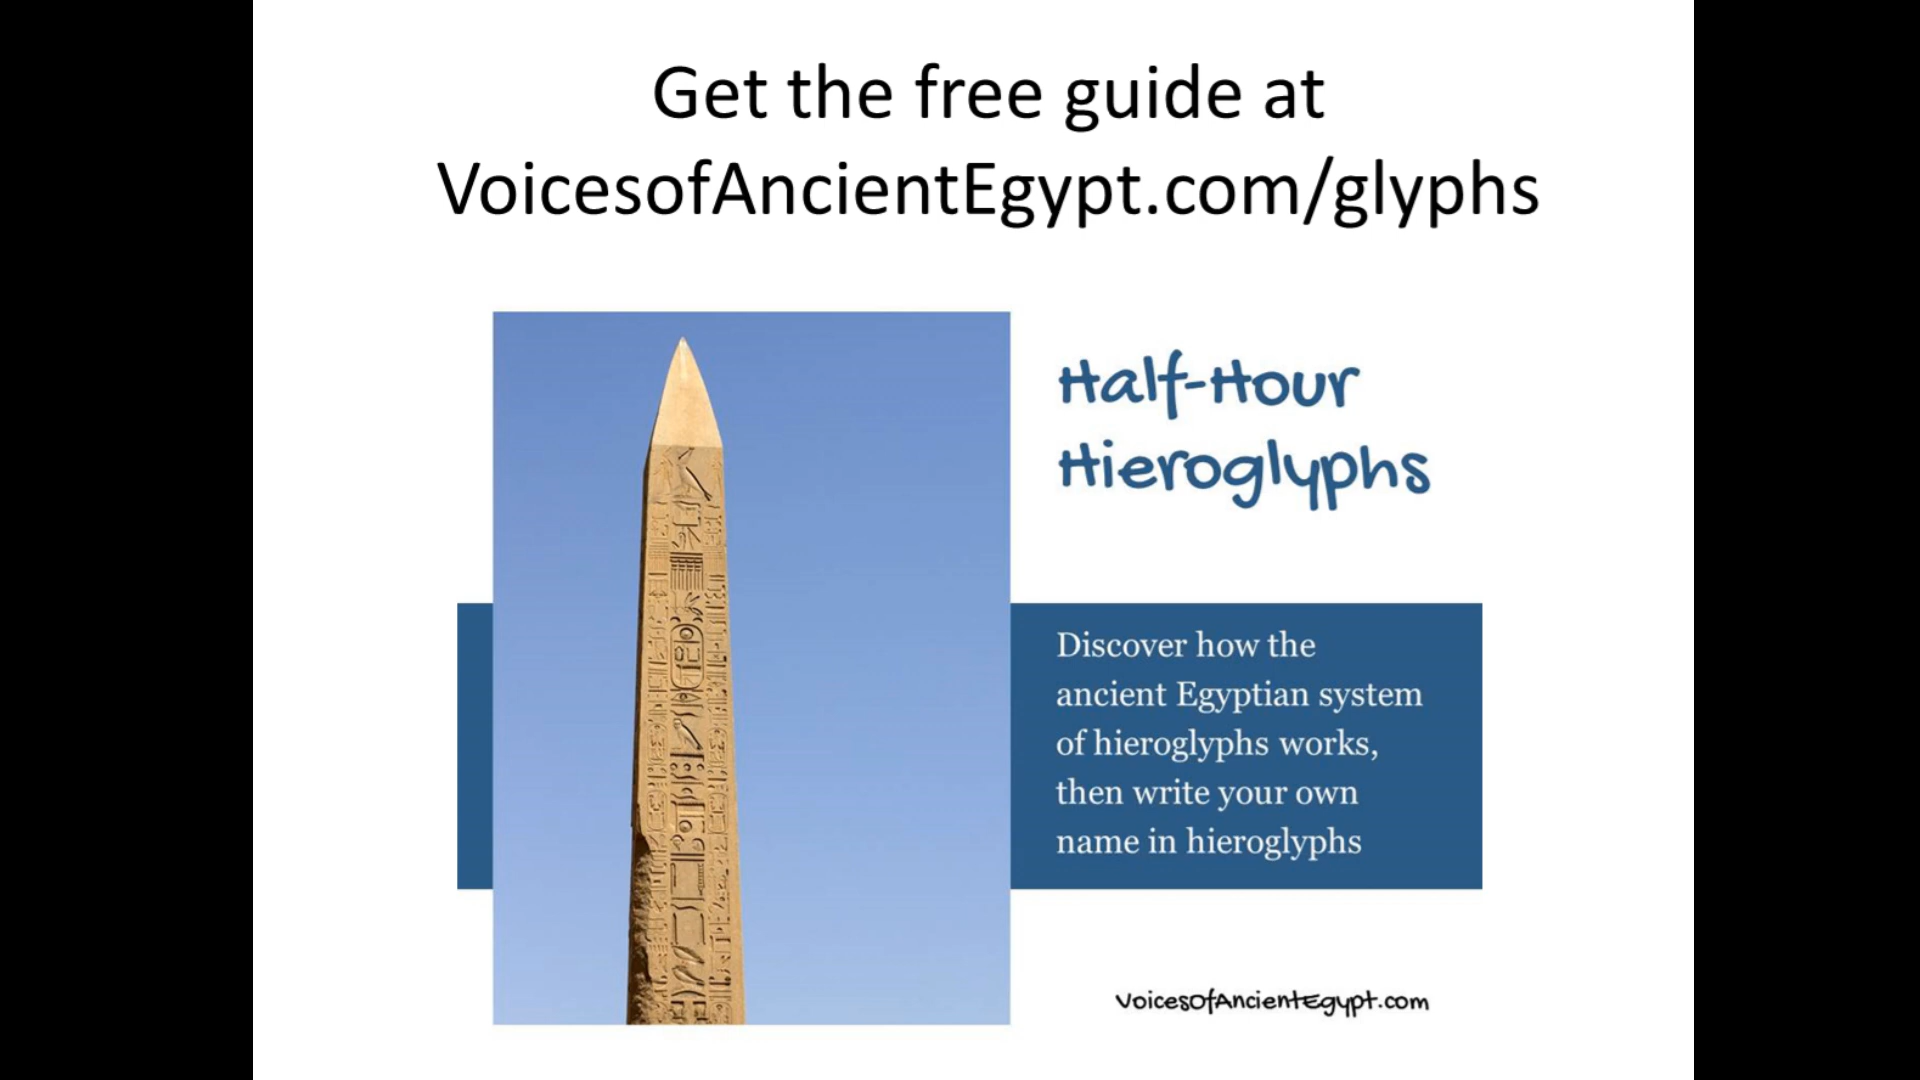 Get the free guide at
VoicesofAncientEgypt.com/glyphs
Half-Hour
Hieroglyphs
Discover how the
ancient Egyptian system
of hieroglyphs works,
then write your own
name in hieroglyphs
VoicesOfAncientEgypt.com